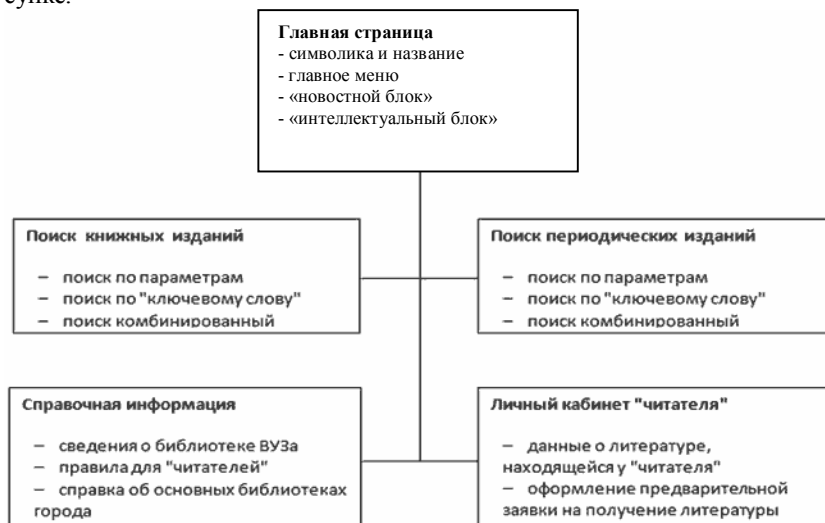 сунке.
Главная страница
- символика и название
- главное меню
- «новостной блок»
- «интеллектуальный блок»
Поиск книжных изданий
– поиск по параметрам
– поиск по "ключевому слову"
– поиск комбинированный
Поиск периодических изданий
– поиск по параметрам
– поиск по "ключевому слову"
– поиск комбинированный
Справочная информация
– сведения о библиотеке ВУЗа
– правила для "читателей"
– справка об основных библиотеках
города
Личный кабинет "читателя"
– данные о литературе,
находящейся у "читателя"
– оформление предварительной
заявки на получение литературы